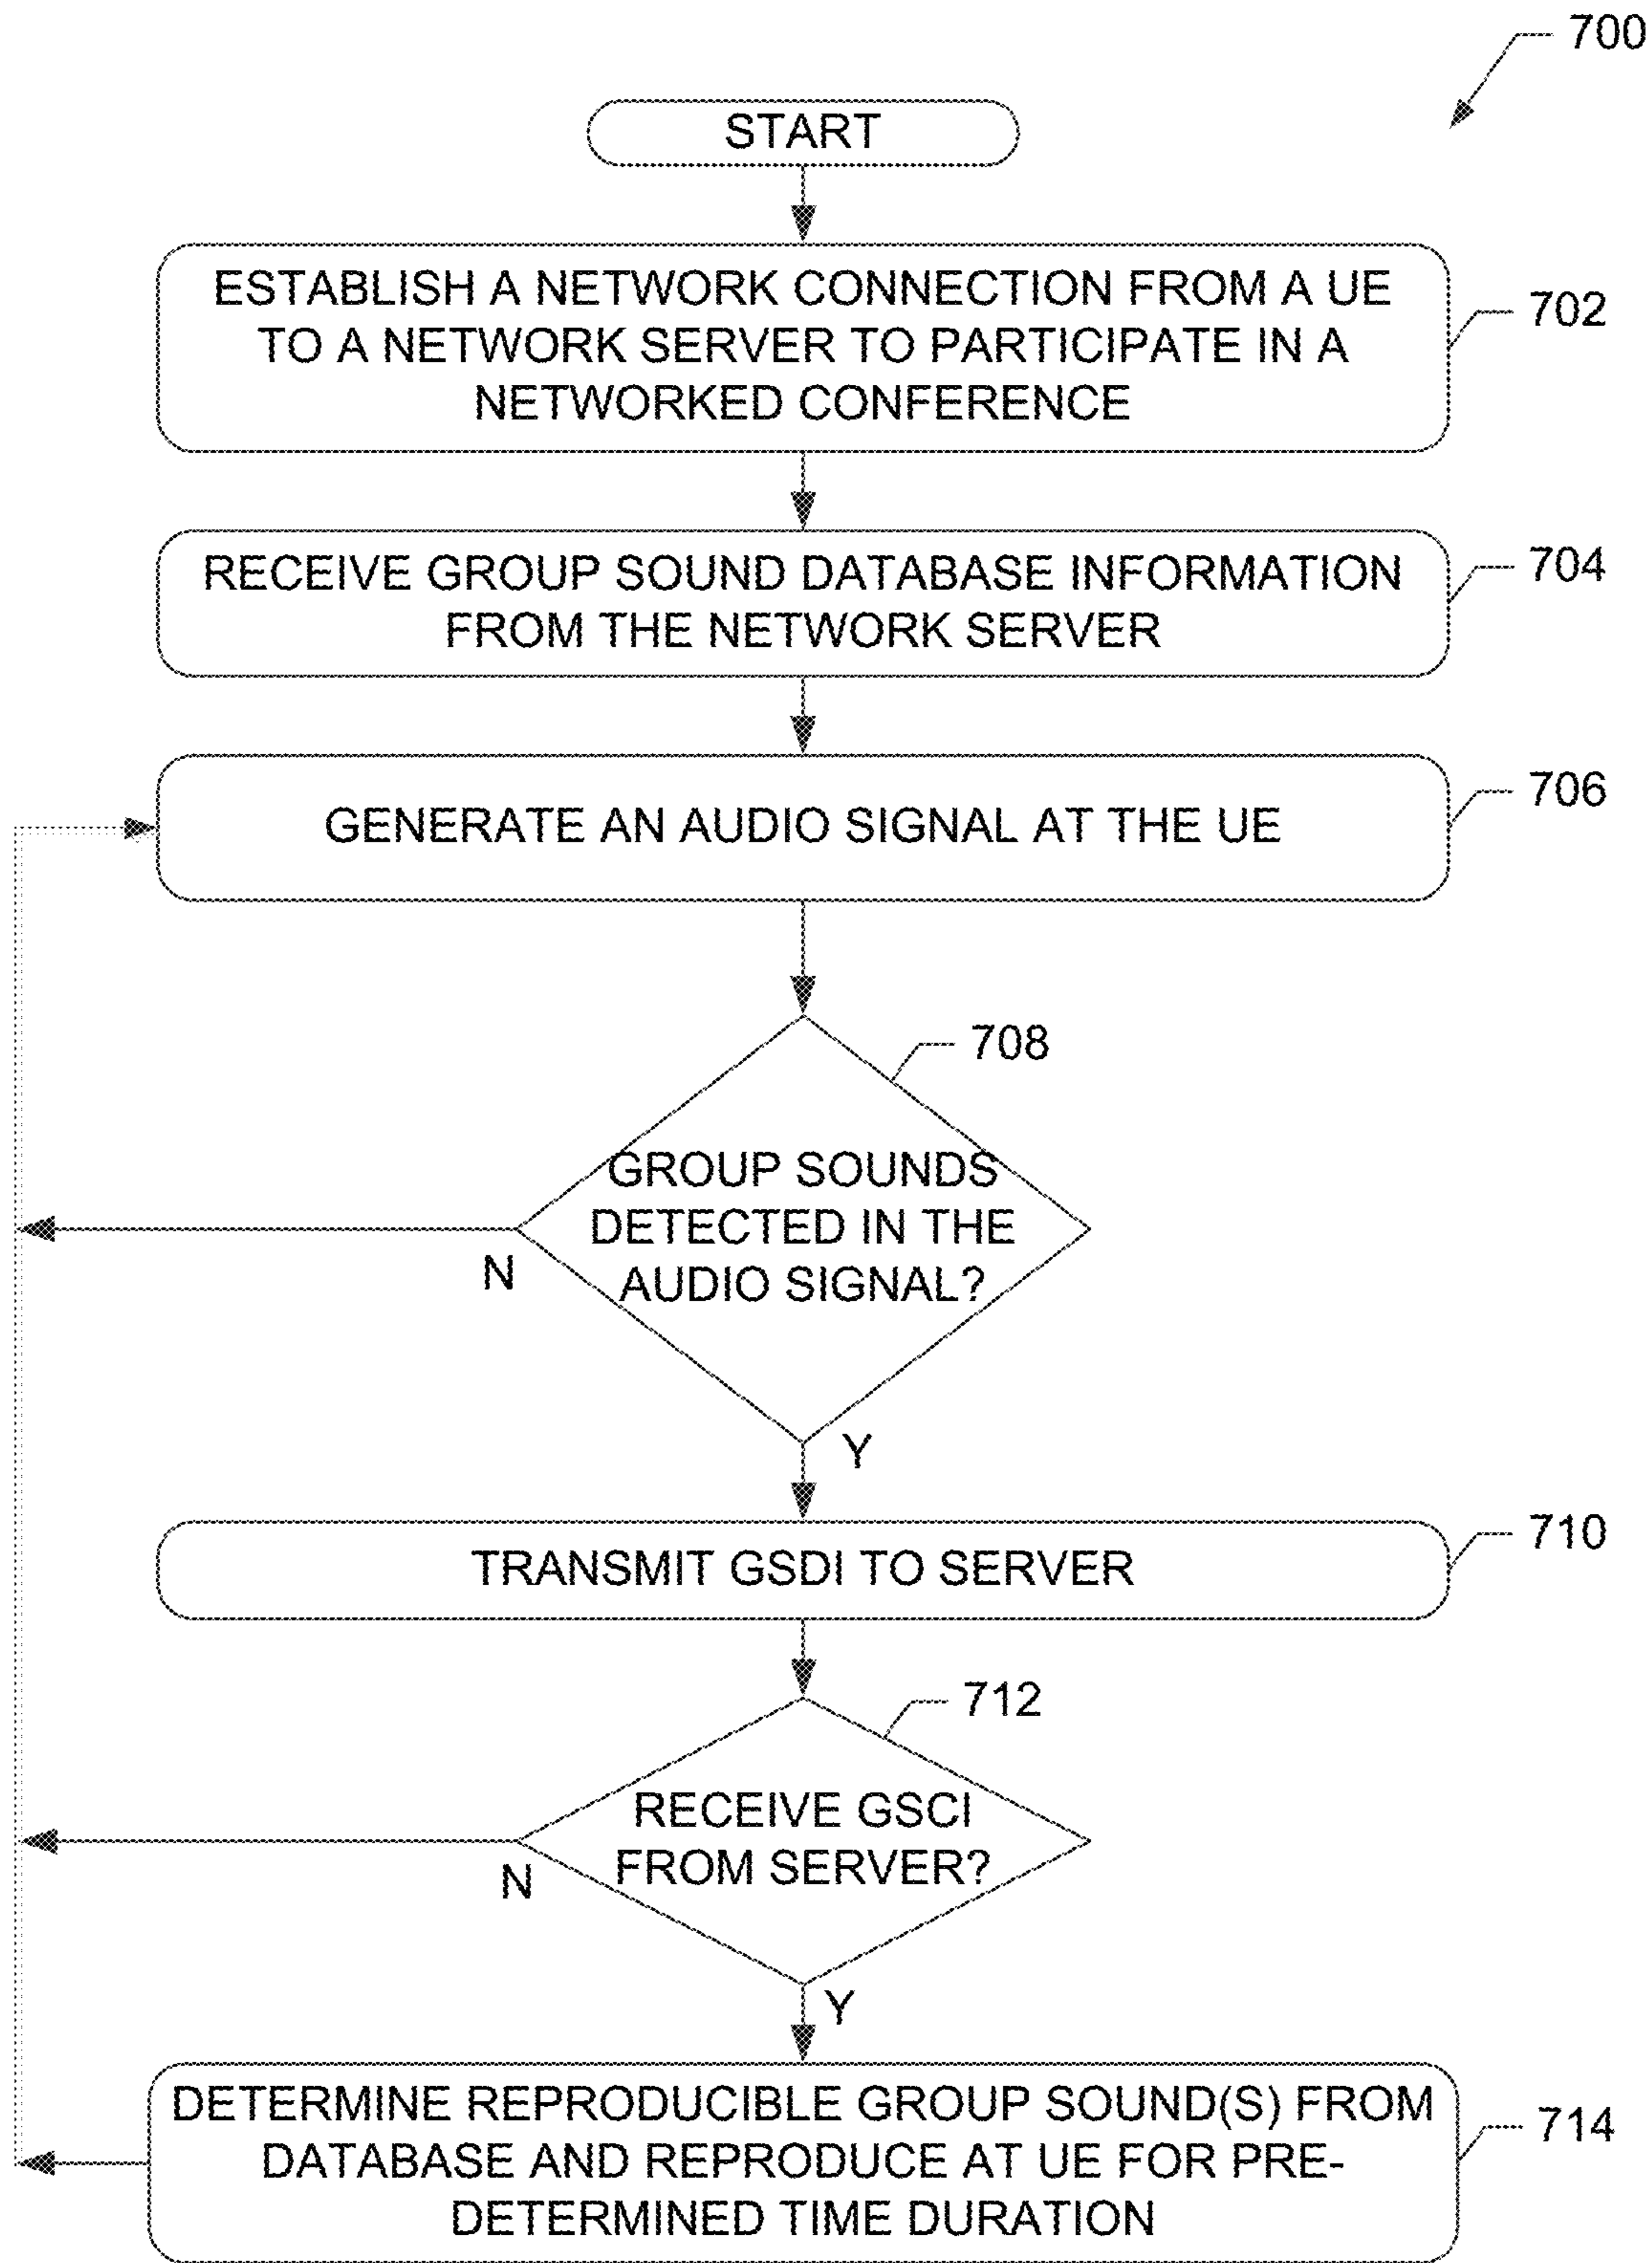 700
START
ESTABLISH A NETWORK CONNECTION FROM A UE
TO A NETWORK SERVER TO PARTICIPATE IN A
NETWORKED CONFERENCE
702
RECEIVE GROUP SOUND DATABASE INFORMATION
FROM THE NETWORK SERVER
704
GENERATE AN AUDIO SIGNAL AT THE UE
706
708
GROUP SOUNDS
DETECTED IN THE
AUDIO SIGNAL?
N
Y
TRANSMIT GSDI TO SERVER
710
712
RECEIVE GSCI
FROM SERVER?
N
Y
DETERMINE REPRODUCIBLE GROUP SOUND(S) FROM
DATABASE AND REPRODUCE AT UE FOR PRE-
DETERMINED TIME DURATION
714